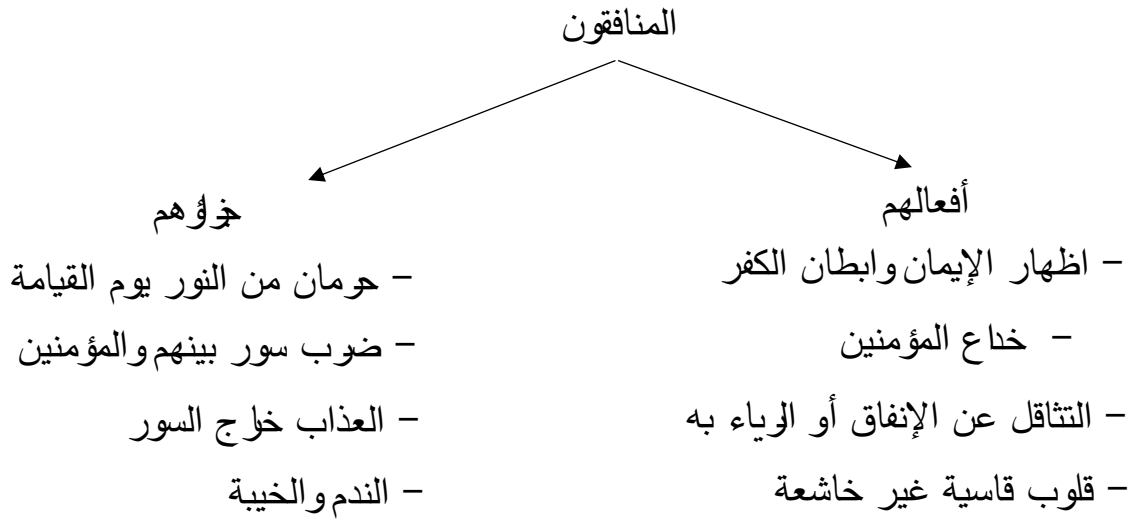 المنافقون
أفعالهم
- اظهار الإيمان وابطان الكفر
- خداع المؤمنين
- التثاقل عن الإنفاق أو الرياء به
- قلوب قاسية غير خاشعة
جزاؤهم
- حرمان من النور يوم القيامة
- ضرب سور بينهم والمؤمنين
- العذاب خارج السور
- الندم والخيبة